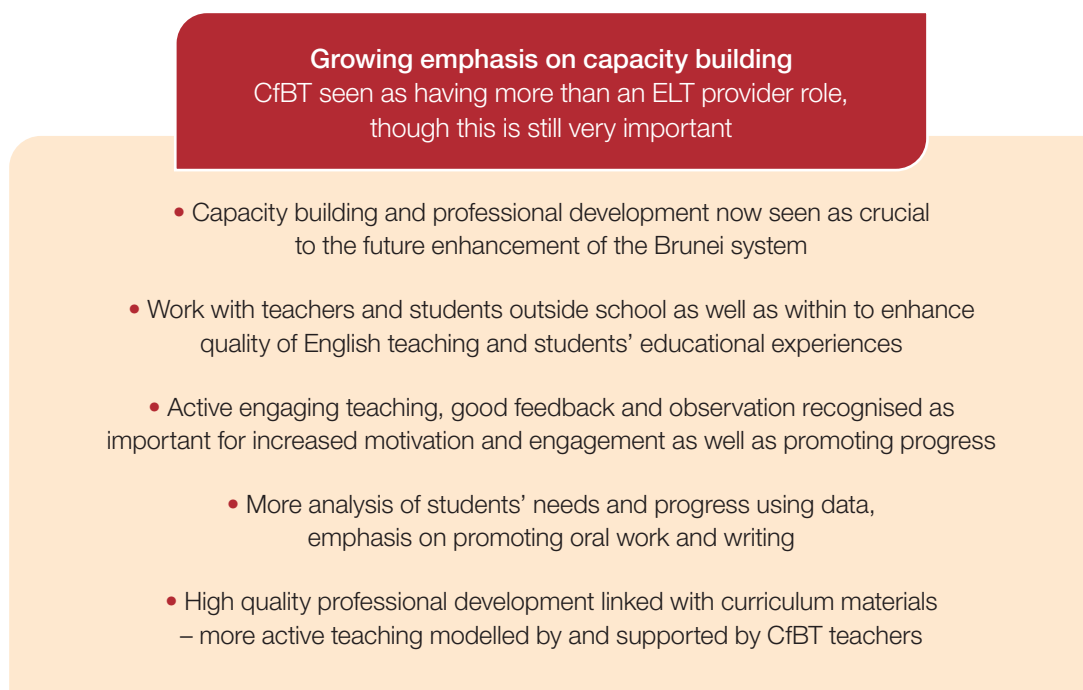 Growing emphasis on capacity building
CfBT seen as having more than an ELT provider role,
though this is still very important
• Capacity building and professional development now seen as crucial
to the future enhancement of the Brunei system
• Work with teachers and students outside school as well as within to enhance
quality of English teaching and students’ educational experiences
• Active engaging teaching, good feedback and observation recognised as
important for increased motivation and engagement as well as promoting progress
• More analysis of students’ needs and progress using data,
emphasis on promoting oral work and writing
• High quality professional development linked with curriculum materials
– more active teaching modelled by and supported by CfBT teachers